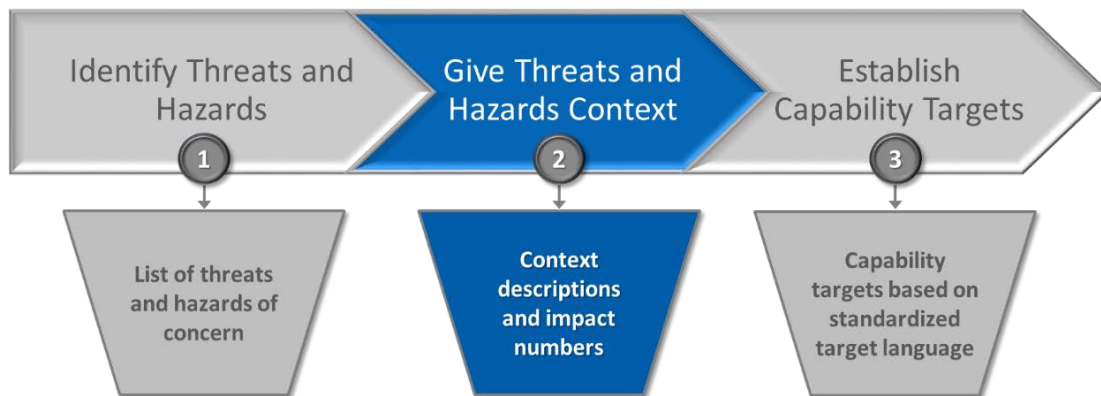 Identify Threats and
Hazards
Give Threats and
Hazards Context
Establish
Capability Targets
1
2
3
List of threats
and hazards of
concern
Context
descriptions
and impact
numbers
Capability
targets based on
standardized
target language